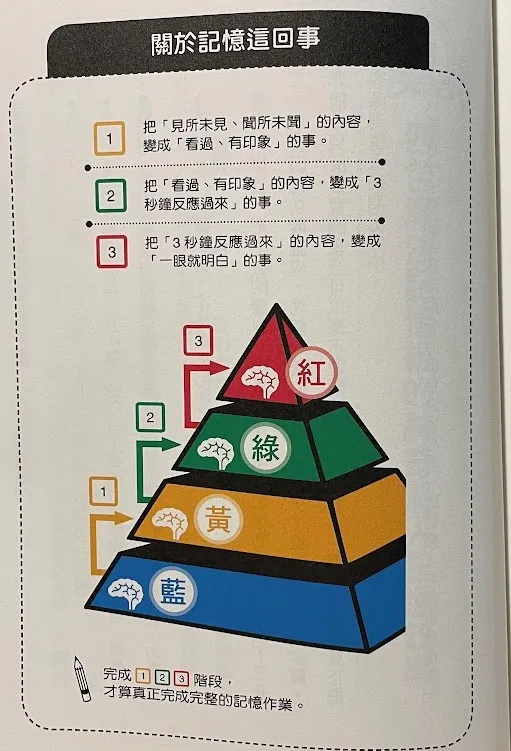 關於記憶這回事
1
把「見所未見、聞所未聞」的內容，
變成「看過、有印象」的事。
2
把「看過、有印象」的內容，變成「3
秒鐘反應過來」的事。
3
把「3秒鐘反應過來」的內容，變成
「一眼就明白」的事。
3
紅
2
綠
1
黃
藍
完成 1 2 3 階段，
才算真正完成完整的記憶作業。